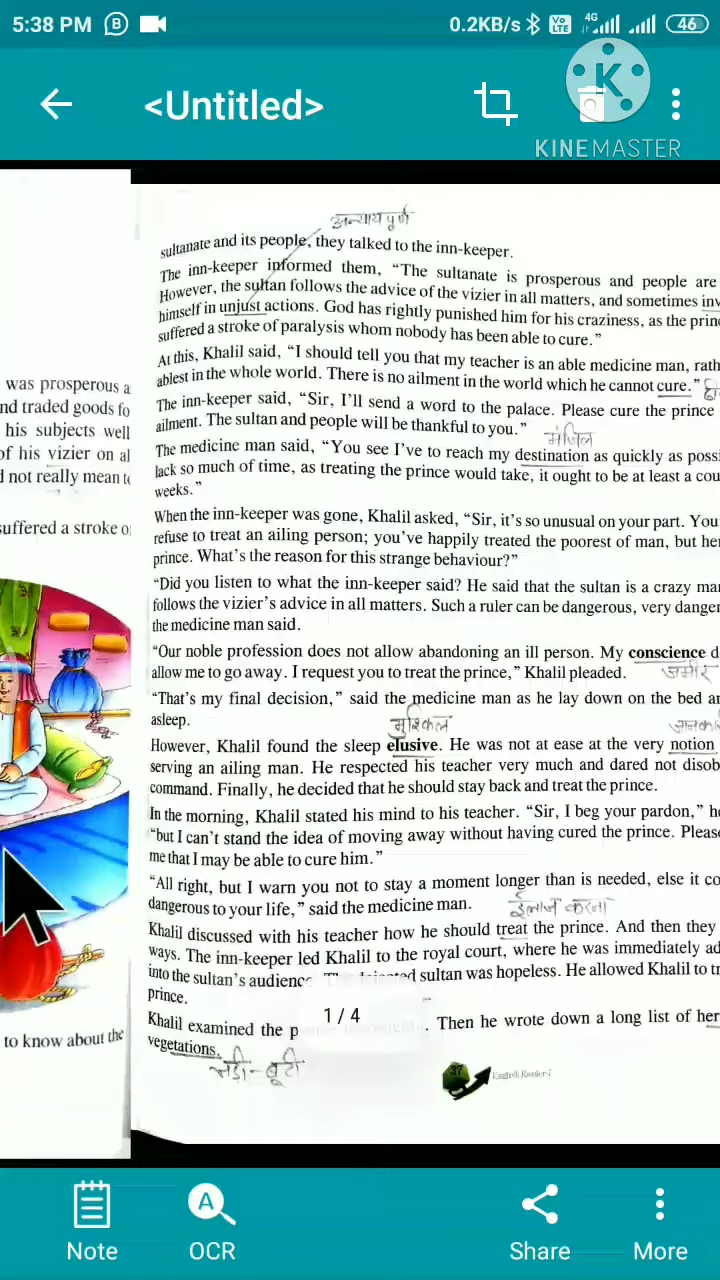 5:38 PM B 0.2KB/s Vo LTE 4G 46
<Untitled>
K
KINEMASTER
was prosperous a
nd traded goods fo
his subjects well
of his vizier on al
d not really mean t
suffered a stroke o
to know about the
अन्यायपूर्ण
sultanate and its people, they talked to the inn-keeper.
The inn-keeper informed them, “The sultanate is prosperous and people are
However, the sultan follows the advice of the vizier in all matters, and sometimes inv
himself in unjust actions. God has rightly punished him for his craziness, as the princ
suffered a stroke of paralysis whom nobody has been able to cure.”
At this, Khalil said, “I should tell you that my teacher is an able medicine man, rath
ablest in the whole world. There is no ailment in the world which he cannot cure.”
The inn-keeper said, “Sir, I’ll send a word to the palace. Please cure the prince
ailment. The sultan and people will be thankful to you.”
मंजिल
The medicine man said, “You see I’ve to reach my destination as quickly as possi
lack so much of time, as treating the prince would take, it ought to be at least a cou
weeks.”
When the inn-keeper was gone, Khalil asked, “Sir, it’s so unusual on your part. You
refuse to treat an ailing person; you’ve happily treated the poorest of man, but her
prince. What’s the reason for this strange behaviour?”
“Did you listen to what the inn-keeper said? He said that the sultan is a crazy mar
follows the vizier’s advice in all matters. Such a ruler can be dangerous, very danger
the medicine man said.
“Our noble profession does not allow abandoning an ill person. My conscience d
allow me to go away. I request you to treat the prince,” Khalil pleaded.
जमीर
“That’s my final decision,” said the medicine man as he lay down on the bed an
asleep.
मुश्किल
However, Khalil found the sleep elusive. He was not at ease at the very notion
serving an ailing man. He respected his teacher very much and dared not disob
command. Finally, he decided that he should stay back and treat the prince.
In the morning, Khalil stated his mind to his teacher. “Sir, I beg your pardon,” he
“but I can’t stand the idea of moving away without having cured the prince. Please
me that I may be able to cure him.”
“All right, but I warn you not to stay a moment longer than is needed, else it co
dangerous to your life,” said the medicine man.
ईलाज करना
Khalil discussed with his teacher how he should treat the prince. And then they
ways. The inn-keeper led Khalil to the royal court, where he was immediately ad
into the sultan’s audience sultan was hopeless. He allowed Khalil to tr
prince.
Khalil examined the p . Then he wrote down a long list of her
vegetations.
जड़ी-बूटी
1 / 4
37 English Reader-7
Note OCR Share More